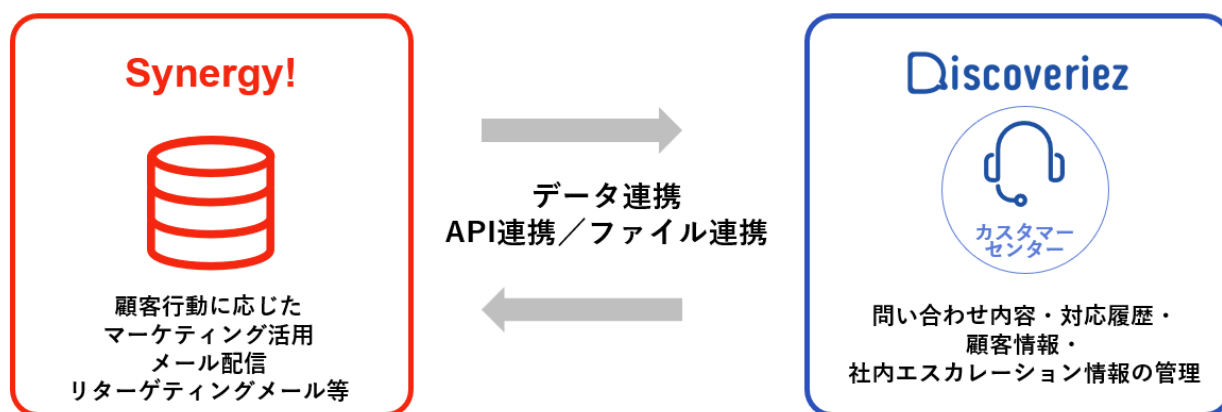 Synergy!
顧客行動に応じた
マーケティング活用
メール配信
リターゲティングメール等
データ連携
API連携／ファイル連携
Discoveriez
カスタマー
センター
問い合わせ内容・対応履歴・
顧客情報・
社内エスカレーション情報の管理